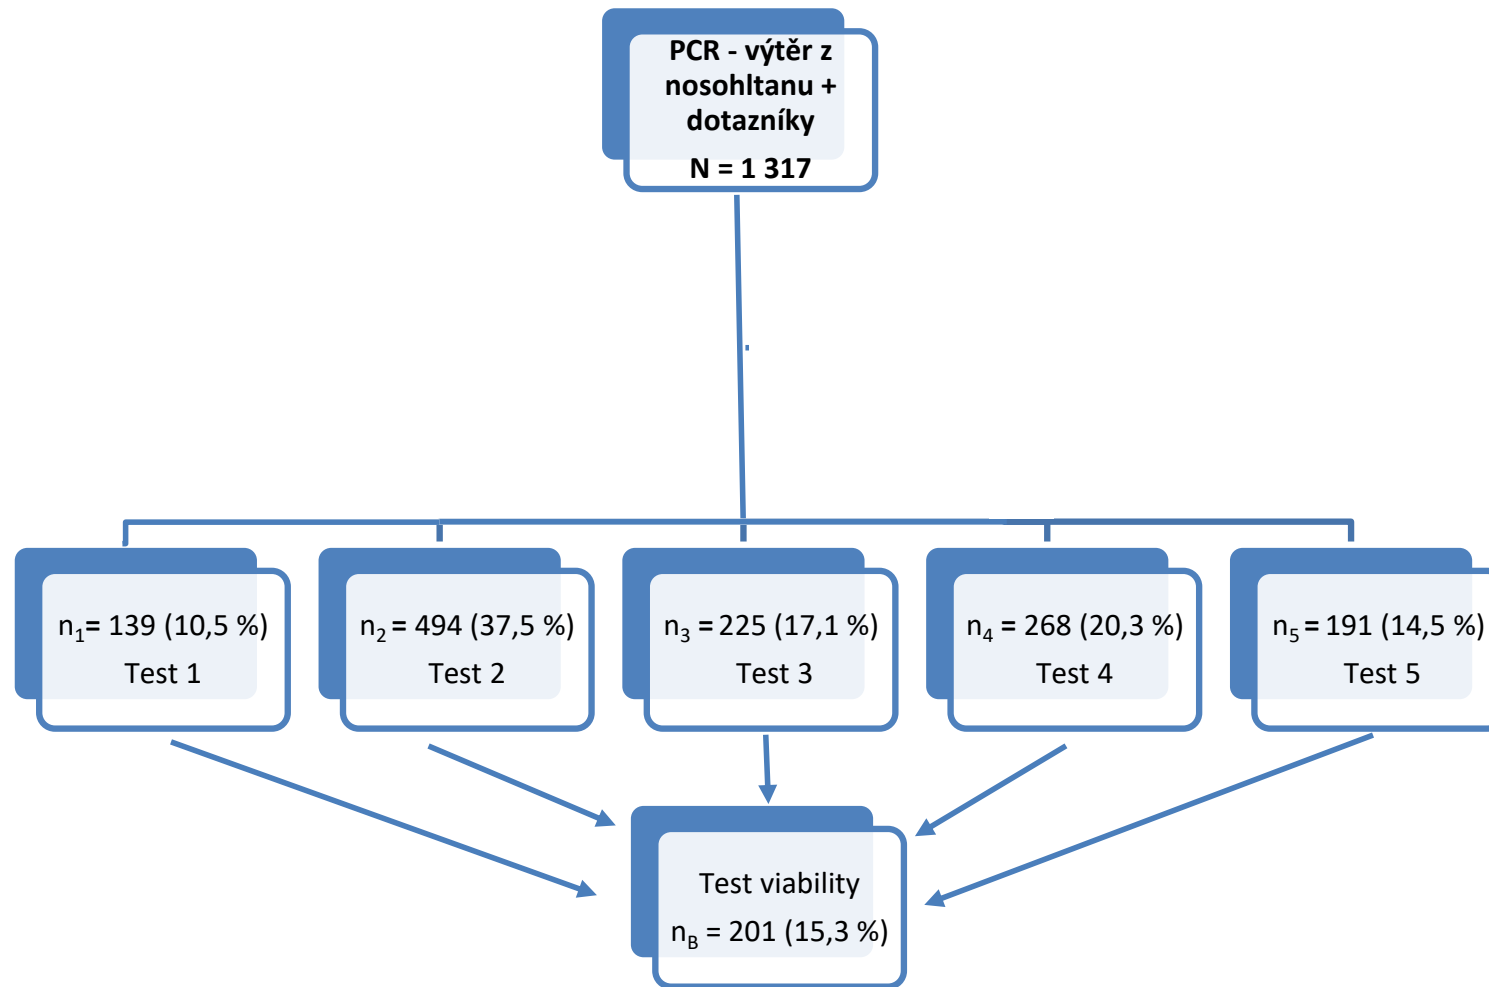 PCR - výtěr z
nosohltanu +
dotazníky
N = 1 317
n₁= 139 (10,5 %)
Test 1
n₂ = 494 (37,5 %)
Test 2
n₃ = 225 (17,1 %)
Test 3
n₄ = 268 (20,3 %)
Test 4
n₅ = 191 (14,5 %)
Test 5
Test viability
n_B = 201 (15,3 %)